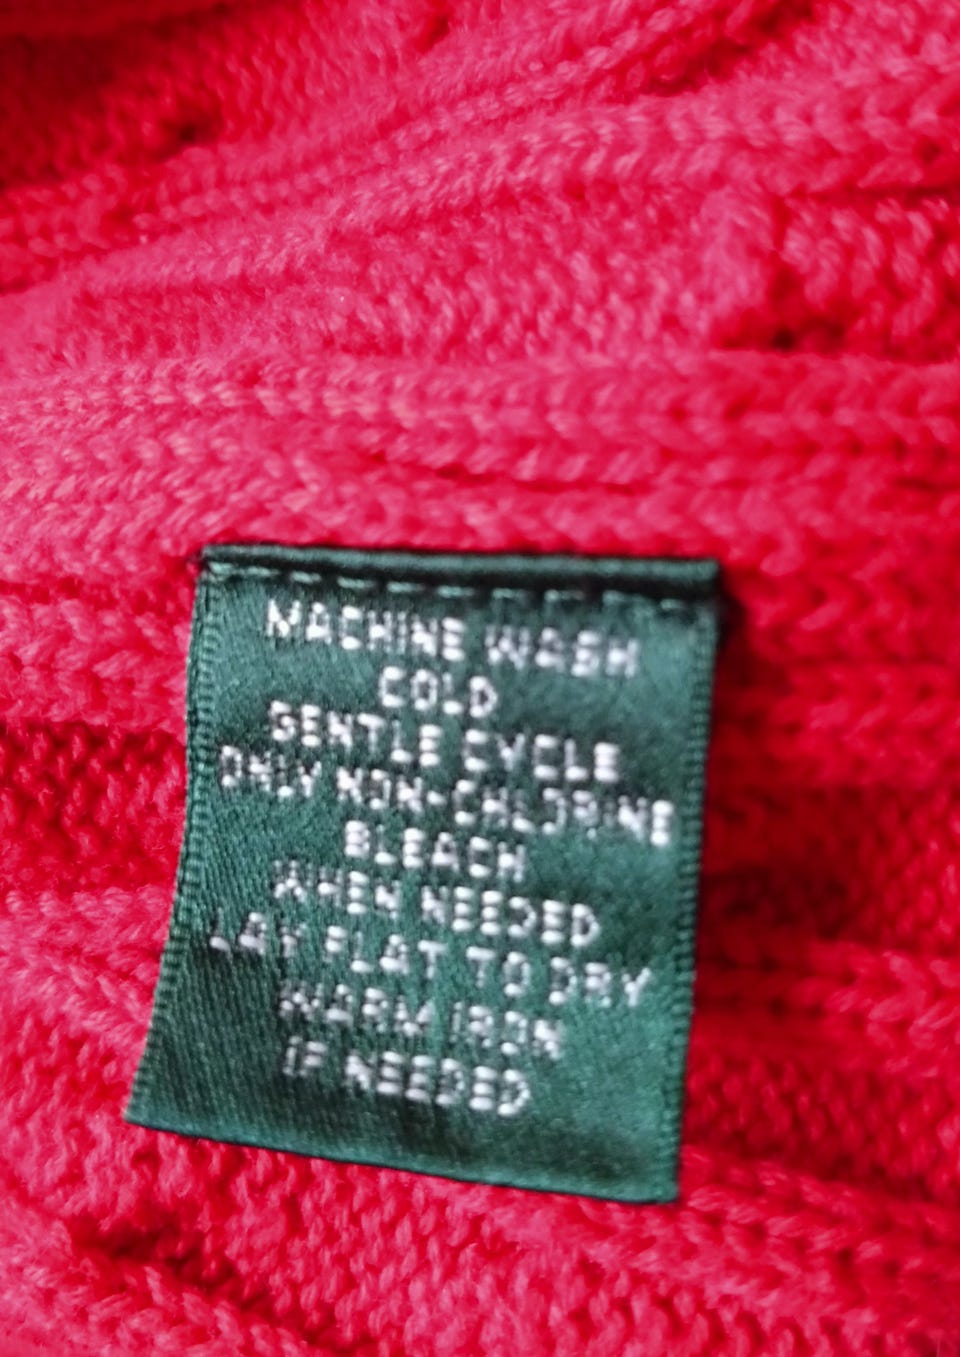 MACHINE WASH
COLD
GENTLE CYCLE
ONLY NON-CHLORINE
BLEACH
WHEN NEEDED
LAY FLAT TO DRY
WARM IRON
IF NEEDED